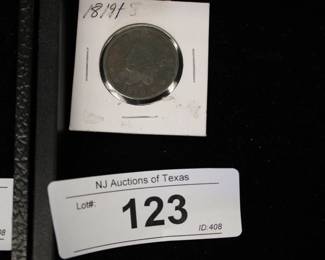 1819
NJ Auctions of Texas
Lot#:
123
ID:408